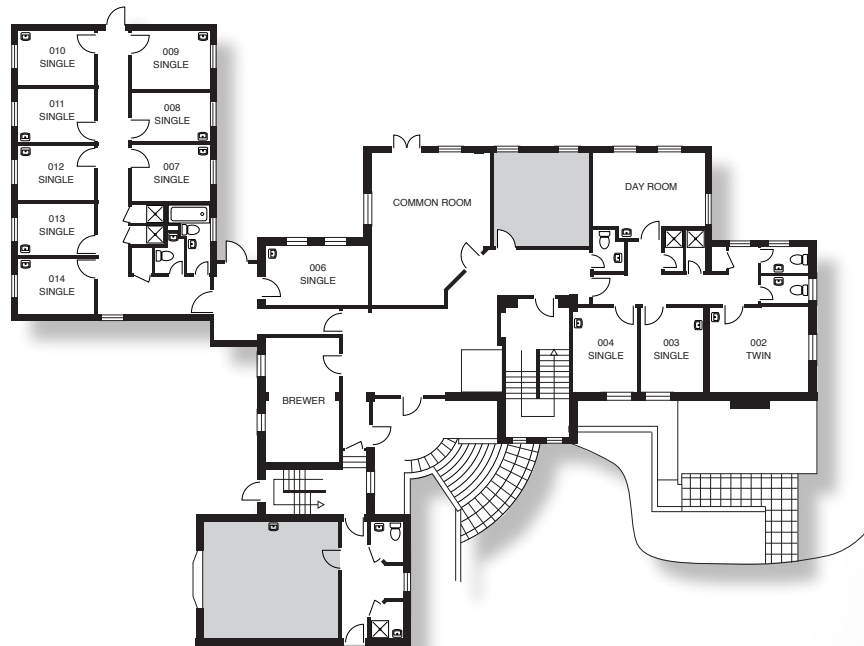 010
SINGLE
009
SINGLE
011
SINGLE
008
SINGLE
012
SINGLE
007
SINGLE
013
SINGLE
014
SINGLE
006
SINGLE
COMMON ROOM
DAY ROOM
004
SINGLE
003
SINGLE
002
TWIN
BREWER